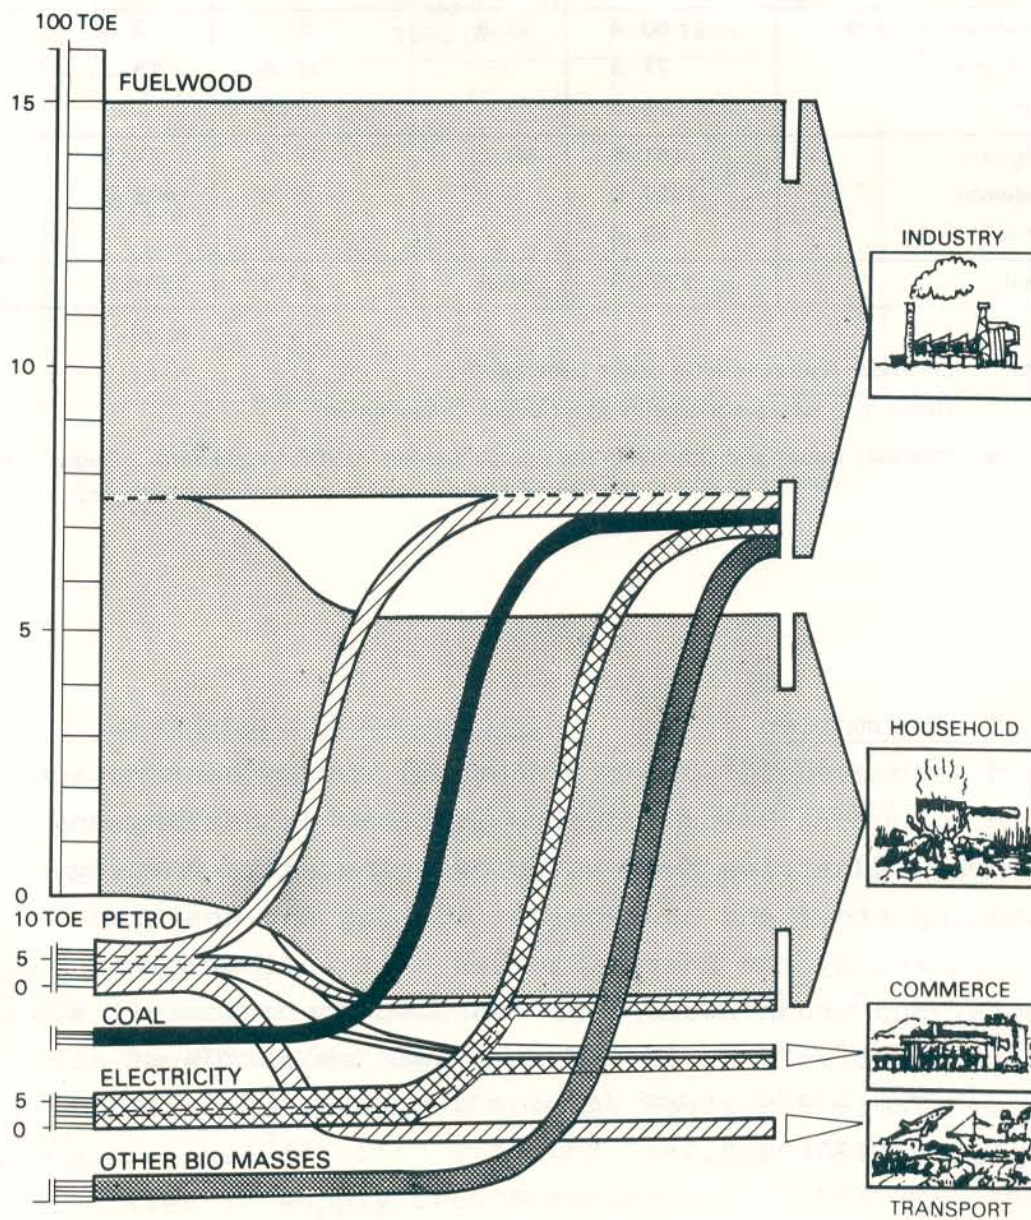 100 TOE
15
FUELWOOD
INDUSTRY
10
5
HOUSEHOLD
0
10 TOE
PETROL
5
0
COAL
COMMERCE
ELECTRICITY
5
0
OTHER BIO MASSES
TRANSPORT